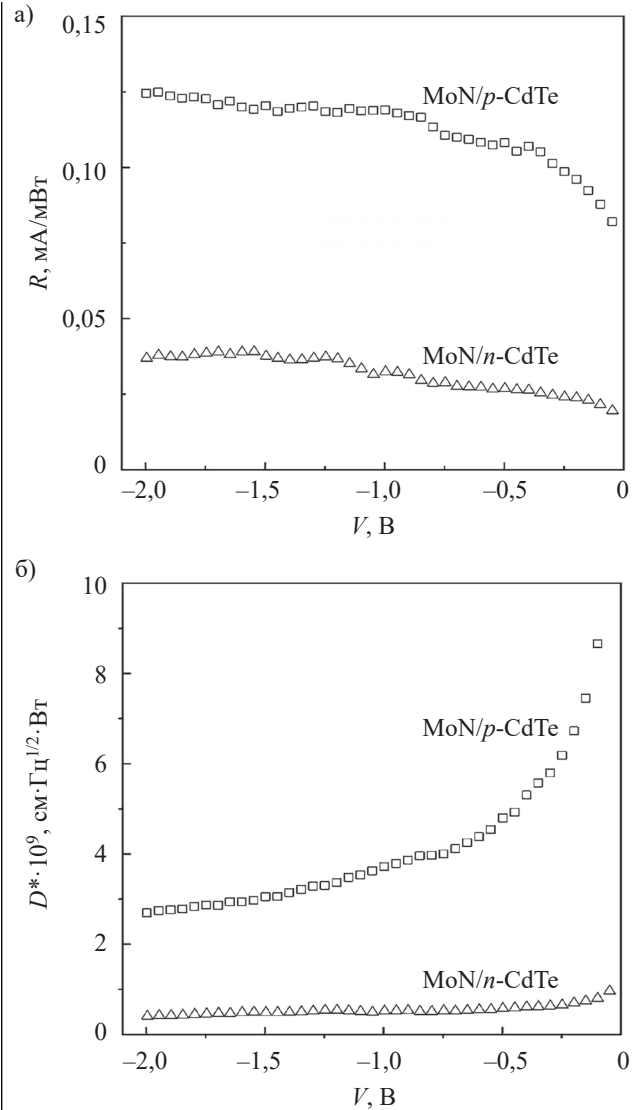 а)
0,15
0,10
0,05
0
R, мА/мВт
MoN/p-CdTe
MoN/n-CdTe
–2,0 –1,5 –1,0 –0,5 0
V, В
б)
10
8
6
4
2
0
D*·10⁹, см·Гц¹/²·Вт
MoN/p-CdTe
MoN/n-CdTe
–2,0 –1,5 –1,0 –0,5 0
V, В